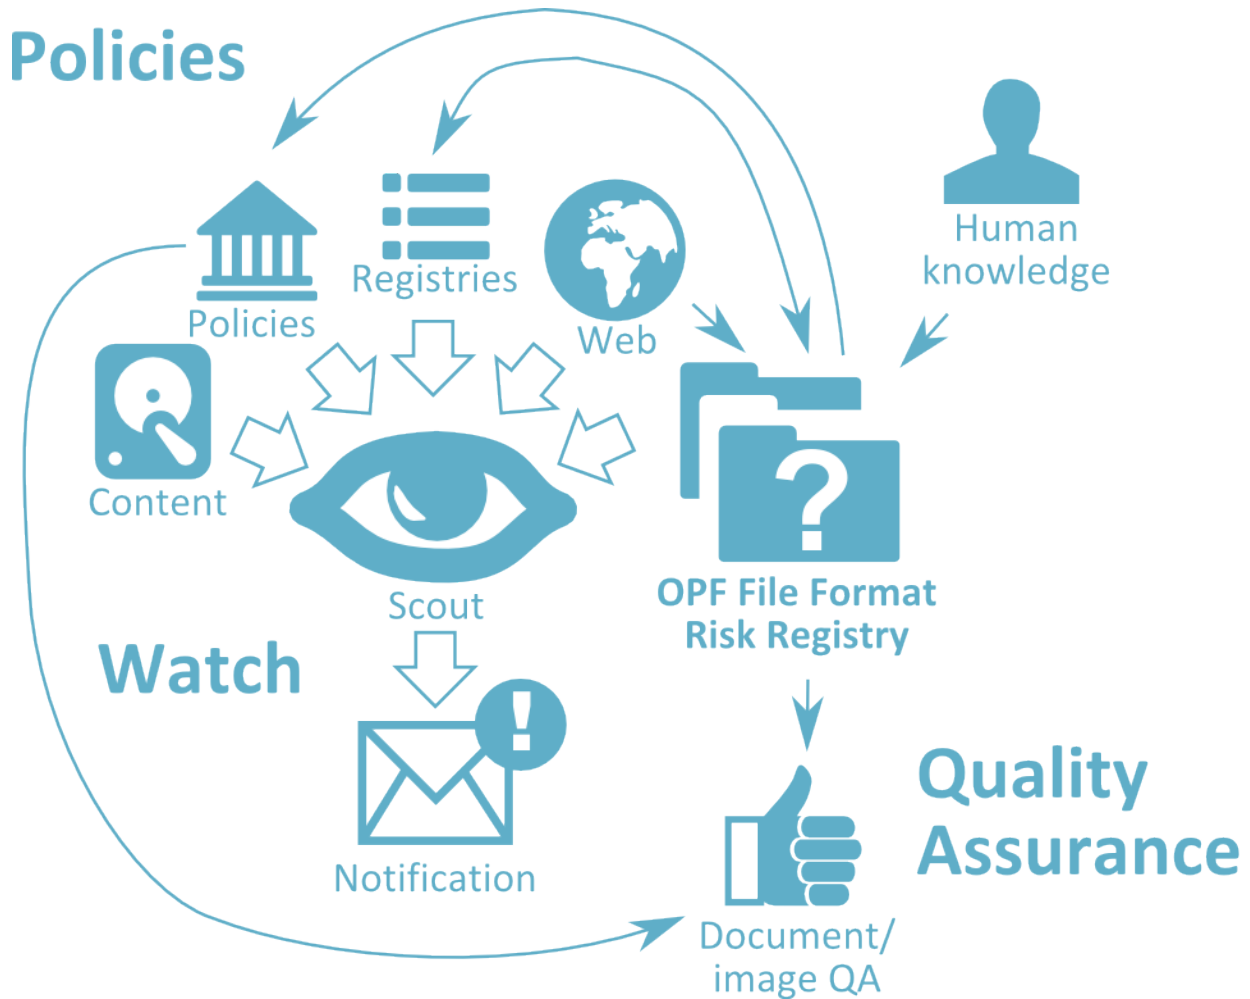 Policies
Human
knowledge
Registries
Policies
Web
Content
OPF File Format
Risk Registry
Scout
Watch
Quality
Assurance
Notification
Document/
image QA